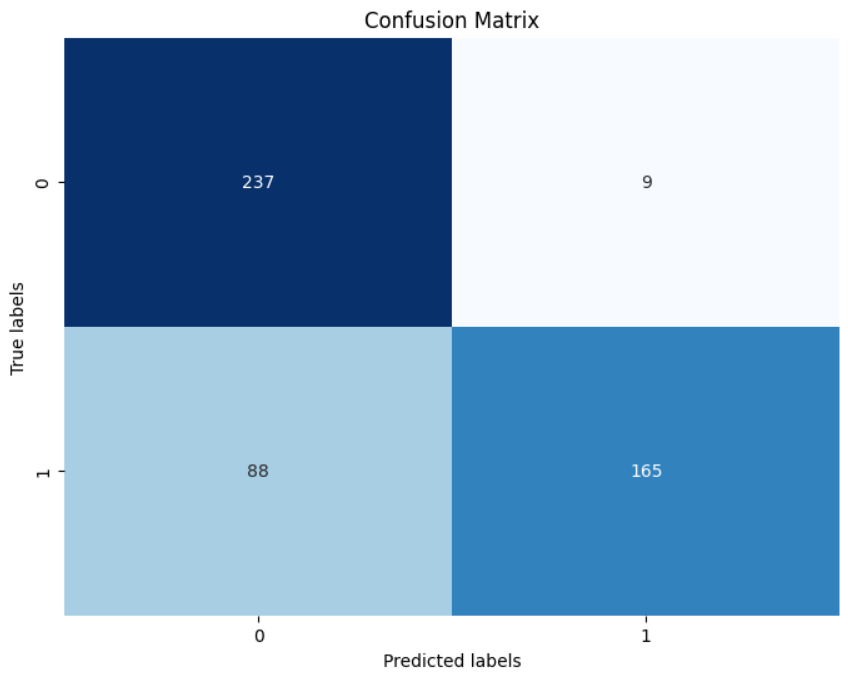 Confusion Matrix
0
237
9
True labels
1
88
165
0
1
Predicted labels